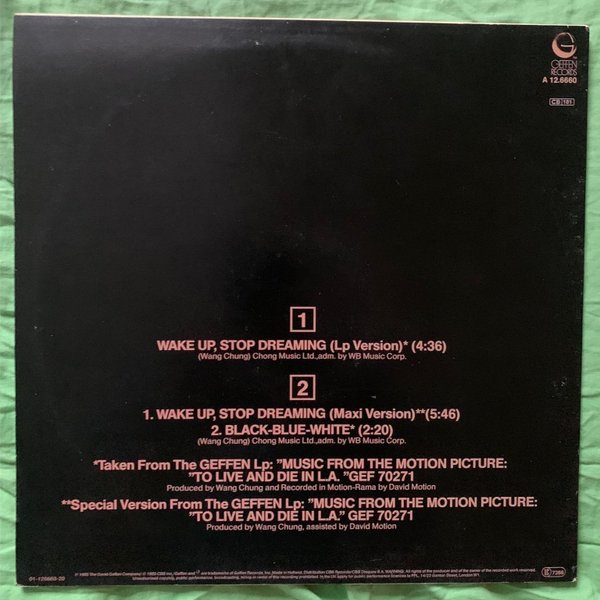 GEFFEN
RECORDS
A 12.6660
CB 181
1
WAKE UP, STOP DREAMING (Lp Version)* (4:36)
(Wang Chung) Chong Music Ltd.,adm. by WB Music Corp.
2
1. WAKE UP, STOP DREAMING (Maxi Version)**(5:46)
2. BLACK-BLUE-WHITE* (2:20)
(Wang Chung) Chong Music Ltd.,adm. by WB Music Corp.
*Taken From The GEFFEN Lp: "MUSIC FROM THE MOTION PICTURE:
"TO LIVE AND DIE IN L.A." GEF 70271
Produced by Wang Chung and Recorded in Motion-Rama by David Motion
**Special Version From The GEFFEN Lp: "MUSIC FROM THE MOTION PICTURE:
"TO LIVE AND DIE IN L.A." GEF 70271
Produced by Wang Chung, assisted by David Motion
01-126660-20